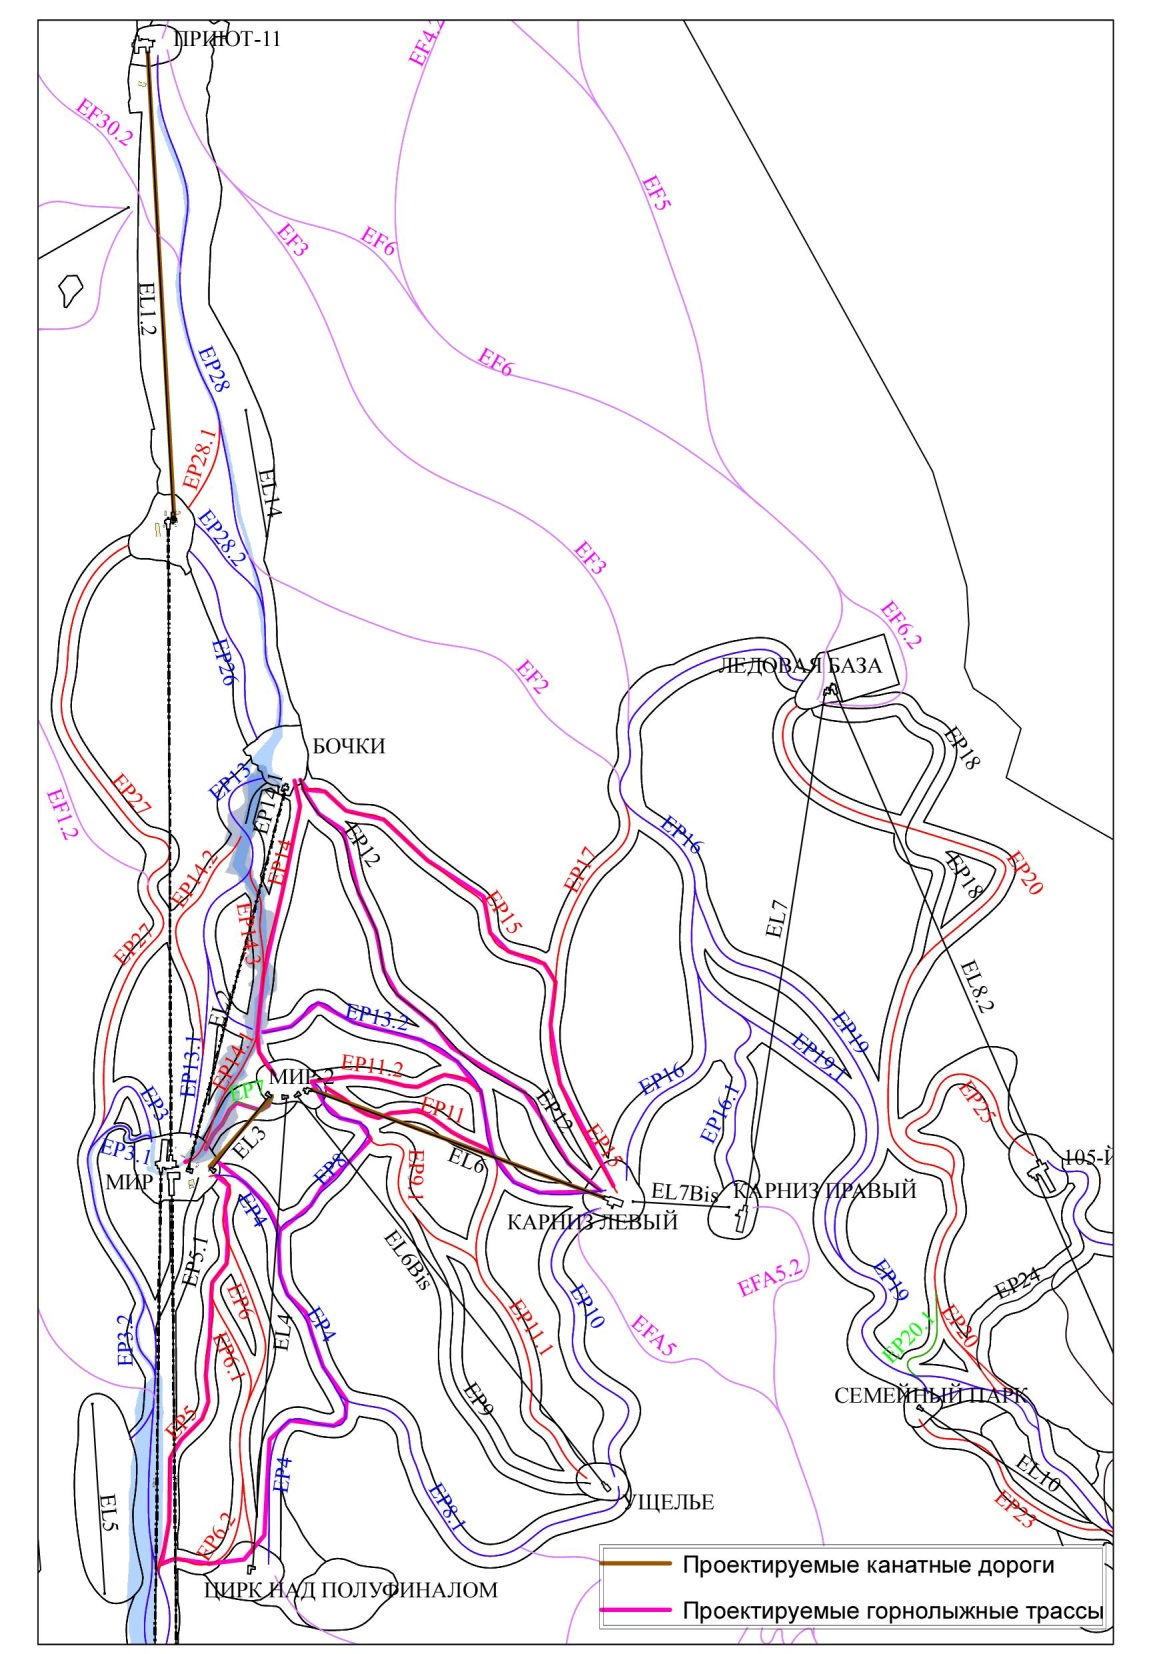 ПРИЮТ-11
EF4.2
EF30.2
EF5
EF3
EF6
EL1.2
EP28
EF6
EP28.1
EL14
EP28.2
EF3
EF6.2
EP26
EF2
ЛЕДОВАЯ БАЗА
БОЧКИ
EP18
EP13
EP27
EF1.2
EP14.1
EP12
EP16
EP14
EP17
EP14.2
EP18
EP20
EP15
EL7
EP14.3
EP27
EL8.2
EL2
EP13.2
EP19
EP19.1
EP13.1
EP14.1
EP11.2
МИР-2
EP7
EP16
EP3
EP11
EP12
EP16.1
EP25
EP3.1
EL3
EP15
EL6
105-Й
МИР
EP8
EP9.1
EL7Bis
КАРНИЗ ПРАВЫЙ
EP4
КАРНИЗ ЛЕВЫЙ
EP5.1
EL6Bis
EFA5.2
EP19
EP24
EP6
EP10
EP3.2
EL4
EP4
EP11.1
EFA5
EP20.1
EP20
EP6.1
EP9
СЕМЕЙНЫЙ ПАРК
EP5
EP4
EL10
EL5
EP8.1
УЩЕЛЬЕ
EP23
EP6.2
ЦИРК НАД ПОЛУФИНАЛОМ
Проектируемые канатные дороги
Проектируемые горнолыжные трассы